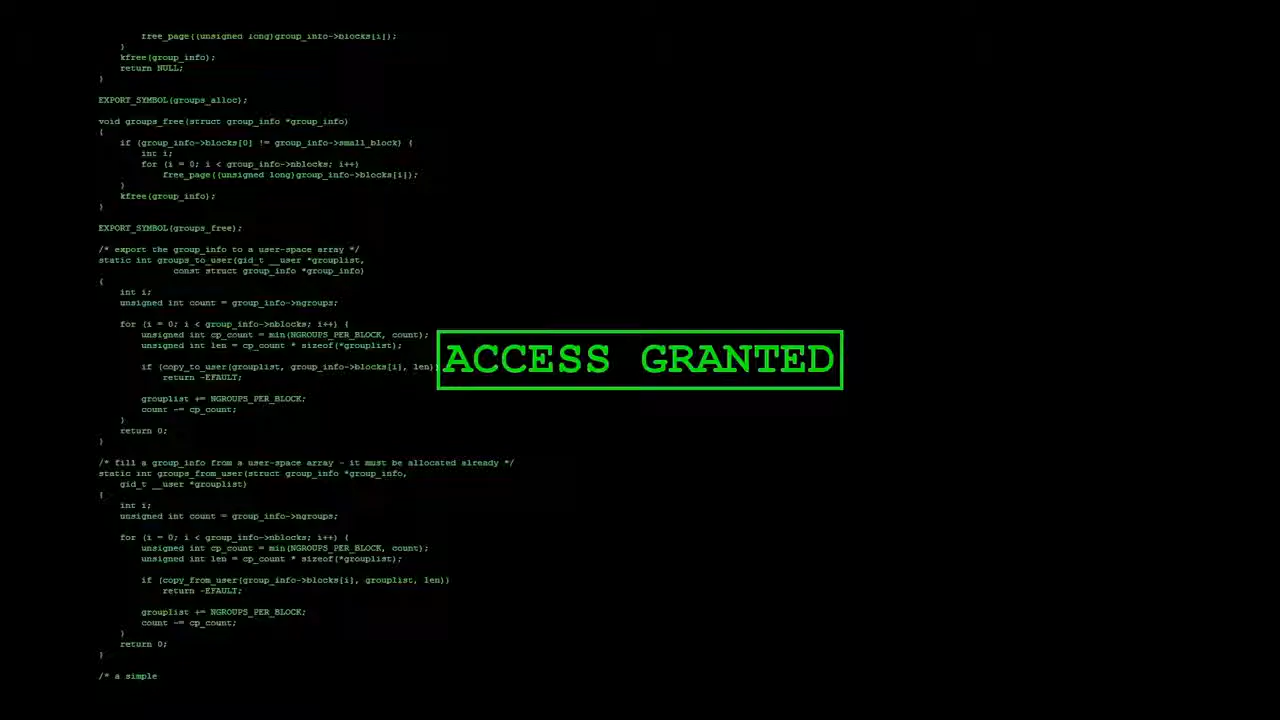 free_page((unsigned long)group_info->blocks[i]);
}
kfree(group_info);
return NULL;
}
EXPORT_SYMBOL(groups_alloc);
void groups_free(struct group_info *group_info)
{
if (group_info->blocks[0] != group_info->small_block) {
int i;
for (i = 0; i < group_info->nblocks; i++)
free_page((unsigned long)group_info->blocks[i]);
}
kfree(group_info);
}
EXPORT_SYMBOL(groups_free);
/* export the group_info to a user-space array */
static int groups_to_user(gid_t __user *grouplist,
const struct group_info *group_info)
{
int i;
unsigned int count = group_info->ngroups;
for (i = 0; i < group_info->nblocks; i++) {
unsigned int cp_count = min(NGROUPS_PER_BLOCK, count);
unsigned int len = cp_count * sizeof(*grouplist);
if (copy_to_user(grouplist, group_info->blocks[i], len)
return -EFAULT;
grouplist += NGROUPS_PER_BLOCK;
count -= cp_count;
}
return 0;
}
ACCESS GRANTED
/* fill a group_info from a user-space array - it must be allocated already */
static int groups_from_user(struct group_info *group_info,
gid_t __user *grouplist)
{
int i;
unsigned int count = group_info->ngroups;
for (i = 0; i < group_info->nblocks; i++) {
unsigned int cp_count = min(NGROUPS_PER_BLOCK, count);
unsigned int len = cp_count * sizeof(*grouplist);
if (copy_from_user(group_info->blocks[i], grouplist, len))
return -EFAULT;
grouplist += NGROUPS_PER_BLOCK;
count -= cp_count;
}
return 0;
}
/* a simple